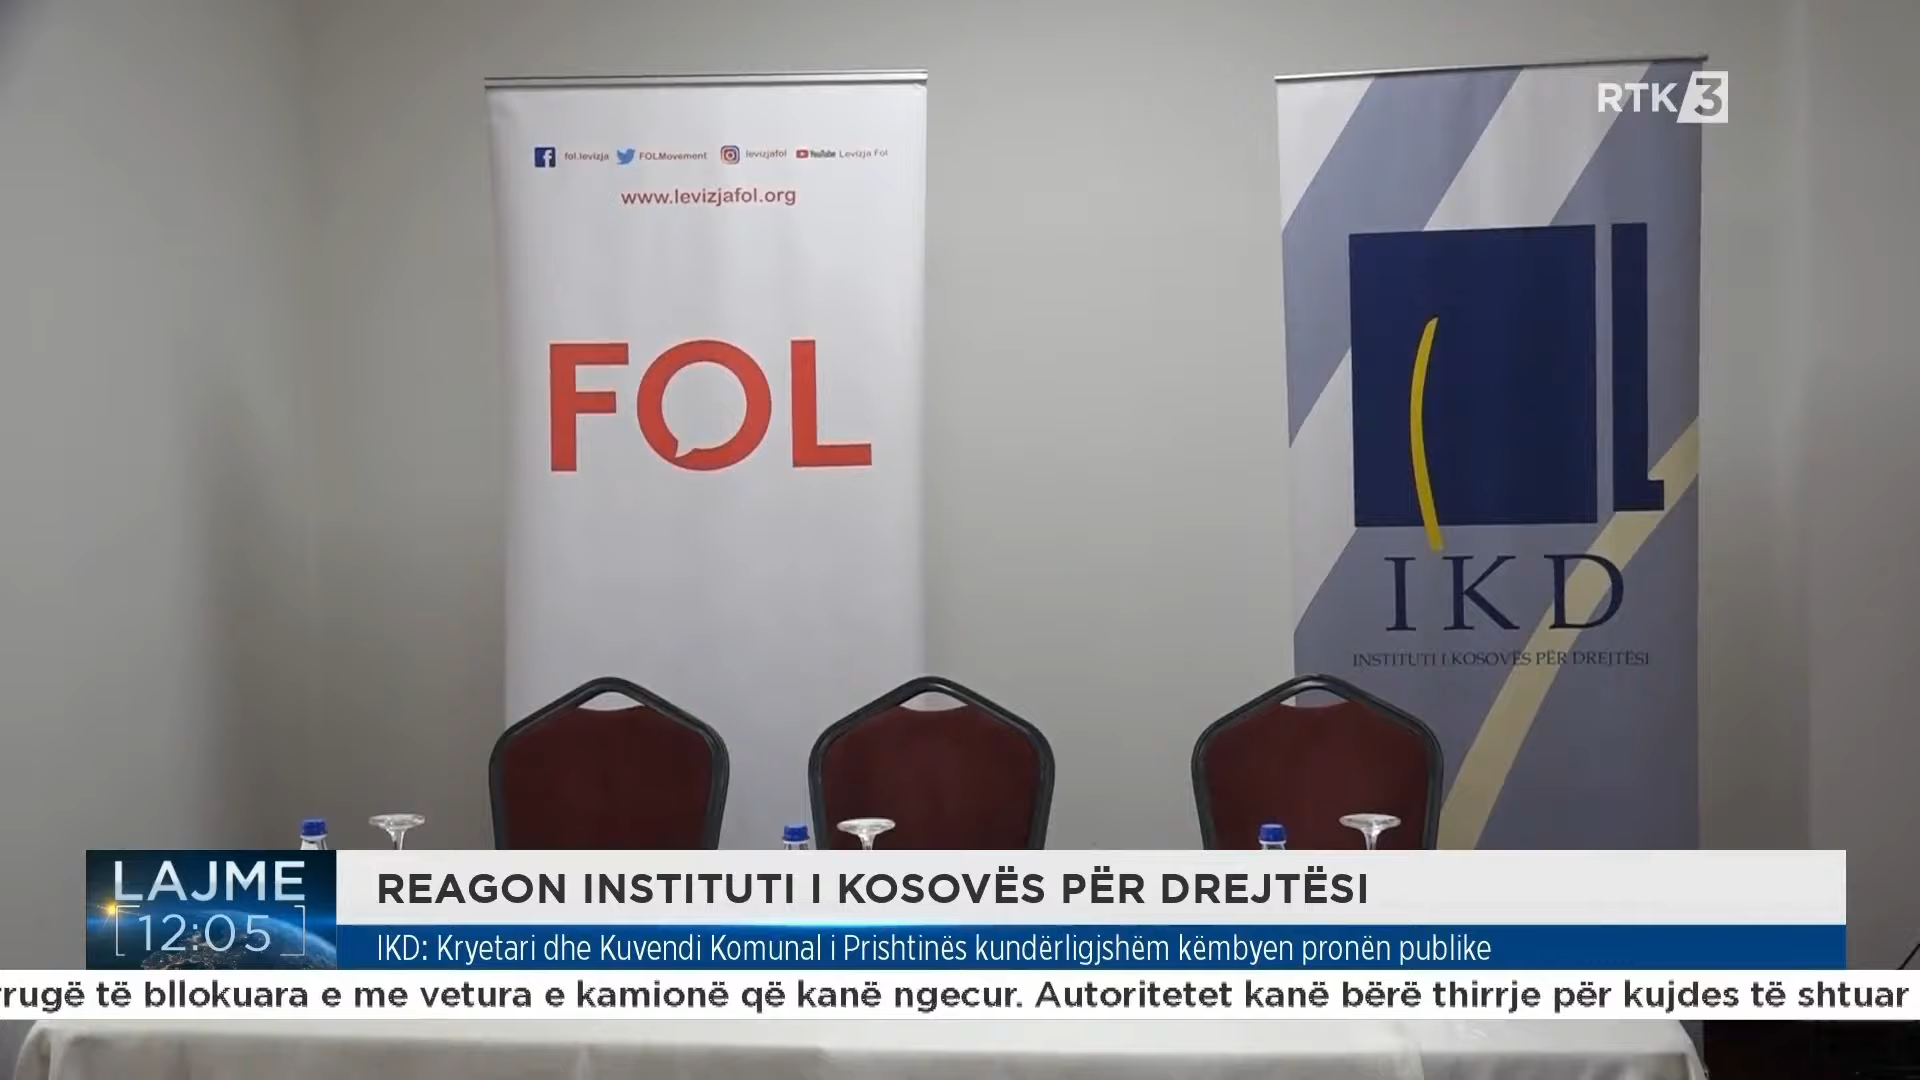 RTK 3
fol.levizja FOLMovement levizjafol YouTube Levizja Fol
www.levizjafol.org
FOL
IKD
INSTITUTI I KOSOVËS PËR DREJTËSI
LAJME
12:05
REAGON INSTITUTI I KOSOVËS PËR DREJTËSI
IKD: Kryetari dhe Kuvendi Komunal i Prishtinës kundërligjshëm këmbyen pronën publike
rrugë të bllokuara e me vetura e kamionë që kanë ngecur. Autoritetet kanë bërë thirrje për kujdes të shtuar